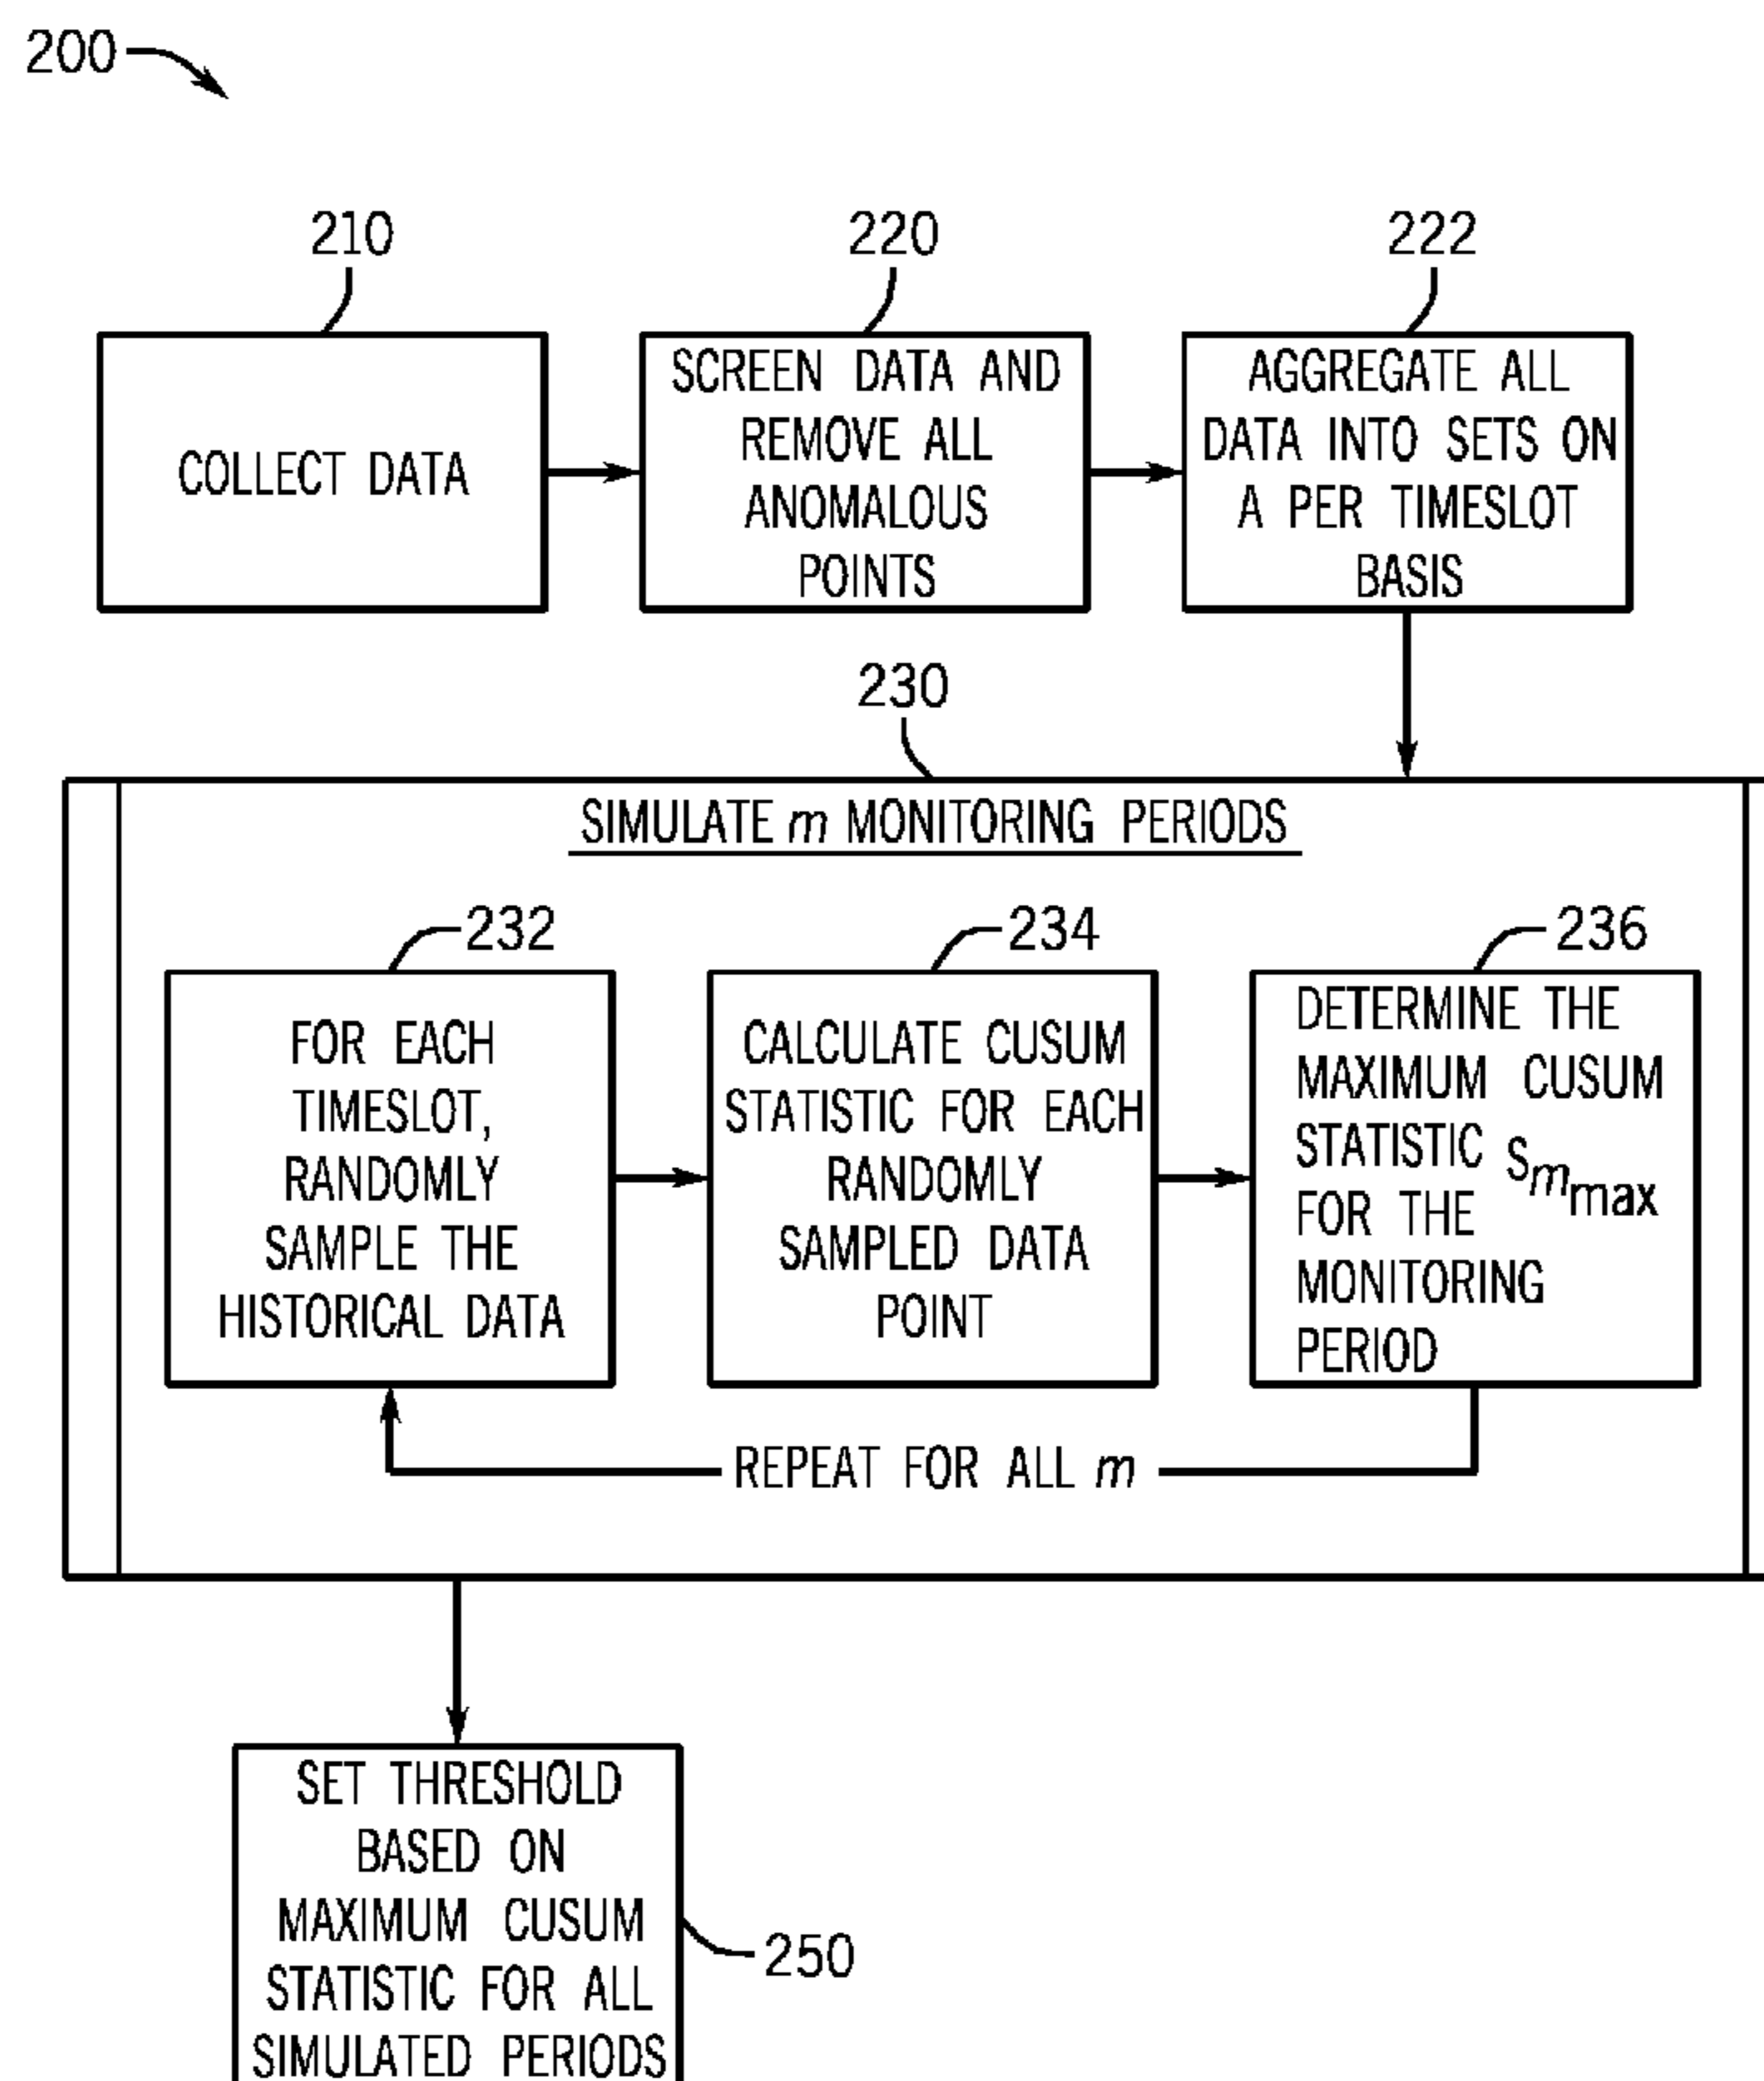 200
210
COLLECT DATA
220
SCREEN DATA AND
REMOVE ALL
ANOMALOUS
POINTS
222
AGGREGATE ALL
DATA INTO SETS ON
A PER TIMESLOT
BASIS
230
SIMULATE m MONITORING PERIODS
232
FOR EACH
TIMESLOT,
RANDOMLY
SAMPLE THE
HISTORICAL DATA
234
CALCULATE CUSUM
STATISTIC FOR EACH
RANDOMLY
SAMPLED DATA
POINT
236
DETERMINE THE
MAXIMUM CUSUM
STATISTIC Smmax
FOR THE
MONITORING
PERIOD
REPEAT FOR ALL m
SET THRESHOLD
BASED ON
MAXIMUM CUSUM
STATISTIC FOR ALL
SIMULATED PERIODS
250